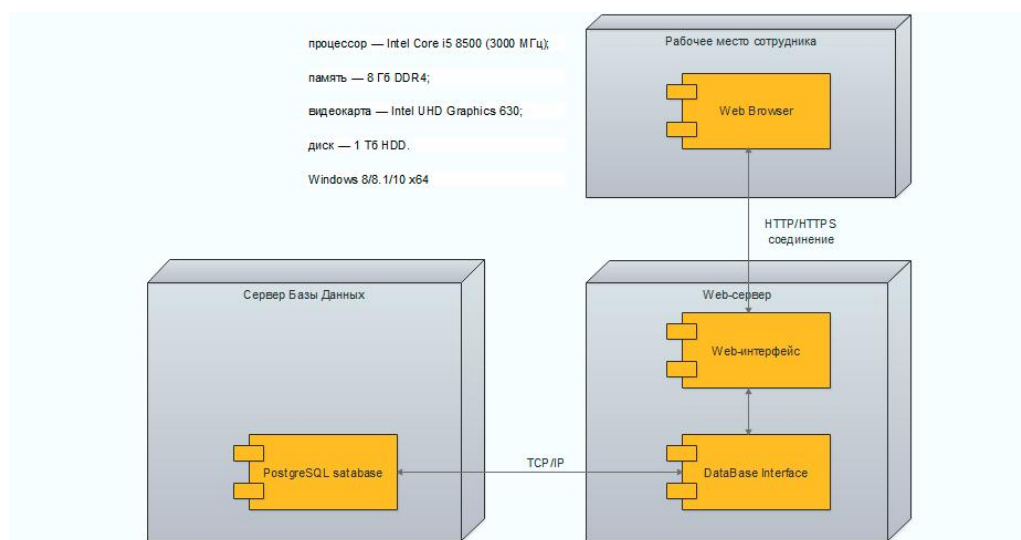 процессор — Intel Core i5 8500 (3000 МГц);
память — 8 Гб DDR4;
видеокарта — Intel UHD Graphics 630;
диск — 1 Тб HDD.
Windows 8/8.1/10 x64
Рабочее место сотрудника
Web Browser
HTTP/HTTPS
соединение
Сервер Базы Данных
Web-сервер
Web-интерфейс
PostgreSQL satabase
TCP/IP
DataBase Interface